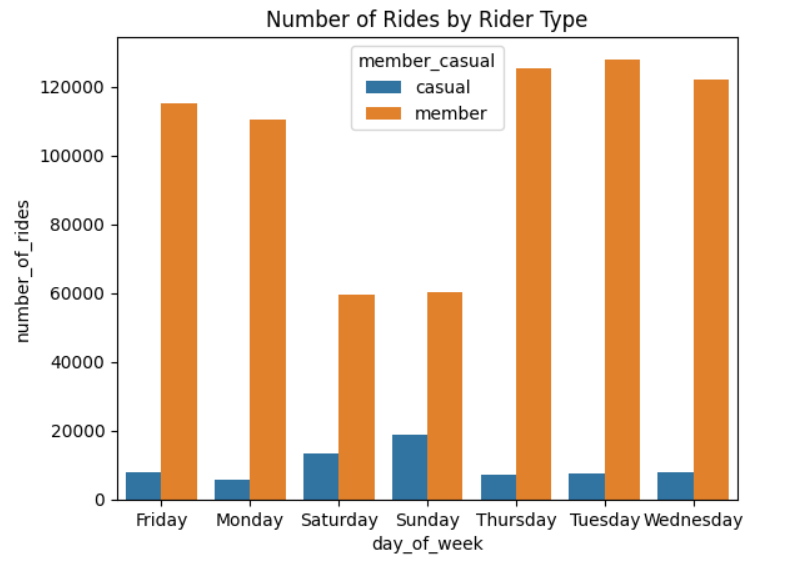 Number of Rides by Rider Type
member_casual
casual
member
number_of_rides
120000
100000
80000
60000
40000
20000
0
Friday Monday Saturday Sunday Thursday Tuesday Wednesday
day_of_week